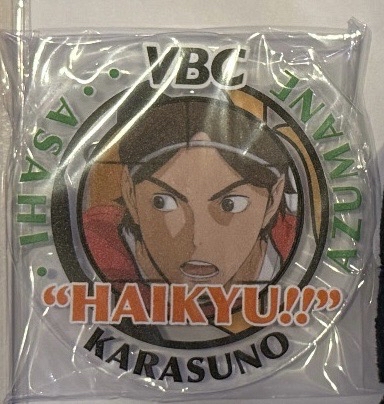 VBC
ASAHI
AZUMANE
“HAIKYU!!”
KARASUNO